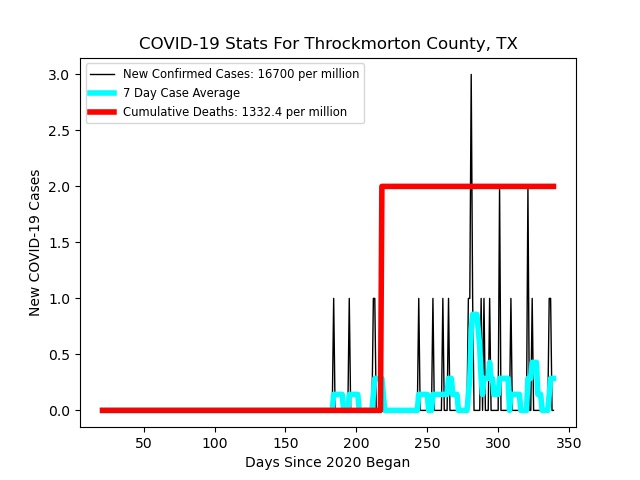 COVID-19 Stats For Throckmorton County, TX
New Confirmed Cases: 16700 per million
7 Day Case Average
Cumulative Deaths: 1332.4 per million
New COVID-19 Cases
3.0
2.5
2.0
1.5
1.0
0.5
0.0
50 100 150 200 250 300 350
Days Since 2020 Began